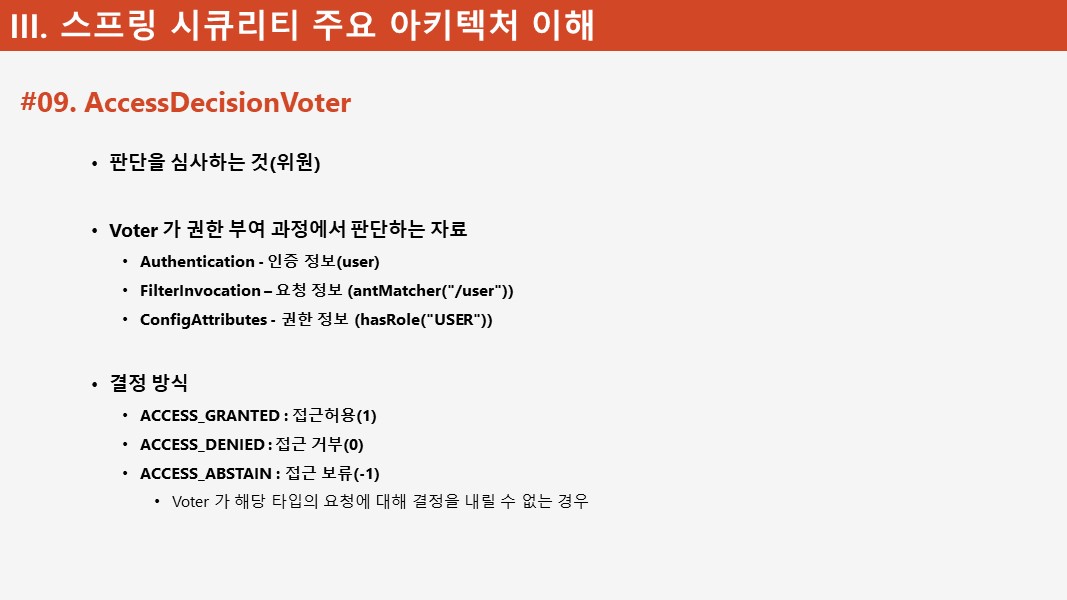 III. 스프링 시큐리티 주요 아키텍처 이해
#09. AccessDecisionVoter
• 판단을 심사하는 것(위원)
• Voter 가 권한 부여 과정에서 판단하는 자료
• Authentication - 인증 정보(user)
• FilterInvocation – 요청 정보 (antMatcher("/user"))
• ConfigAttributes - 권한 정보 (hasRole("USER"))
• 결정 방식
• ACCESS_GRANTED : 접근허용(1)
• ACCESS_DENIED : 접근 거부(0)
• ACCESS_ABSTAIN : 접근 보류(-1)
• Voter 가 해당 타입의 요청에 대해 결정을 내릴 수 없는 경우